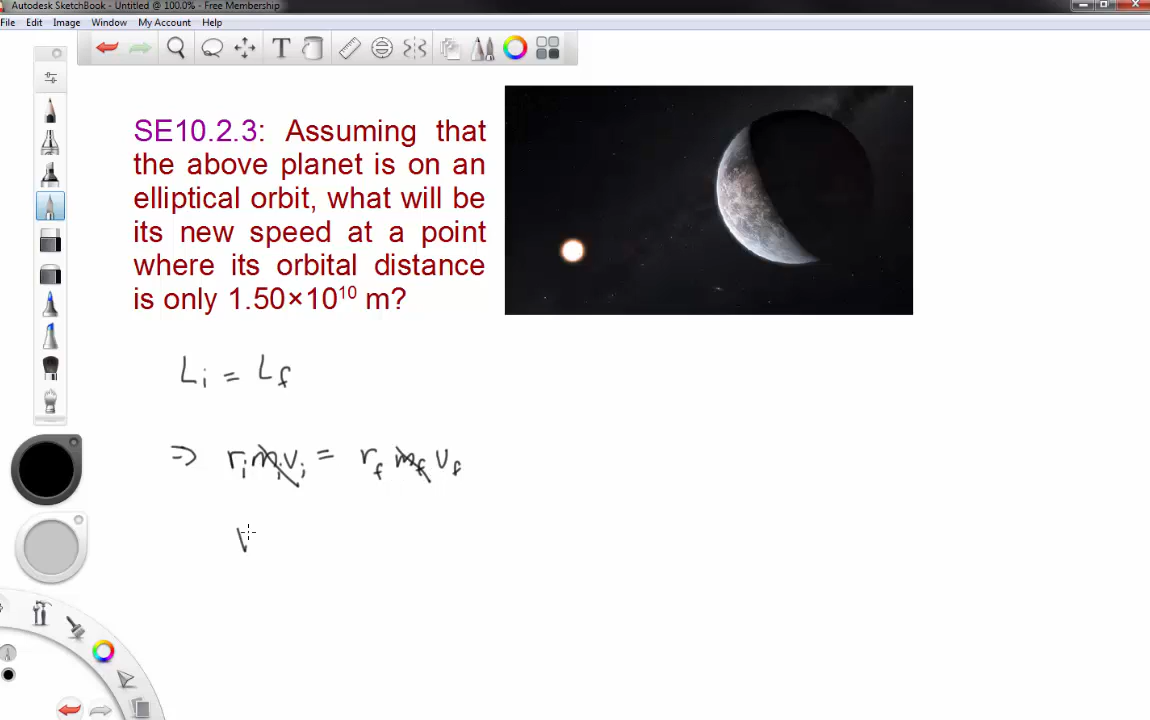 Autodesk SketchBook - Untitled @ 100.0% - Free Membership
File Edit Image Window My Account Help
T
SE10.2.3: Assuming that
the above planet is on an
elliptical orbit, what will be
its new speed at a point
where its orbital distance
is only 1.50×10¹⁰ m?
Lᵢ = L_f
⇒ rᵢmᵢvᵢ = r_f m_f v_f